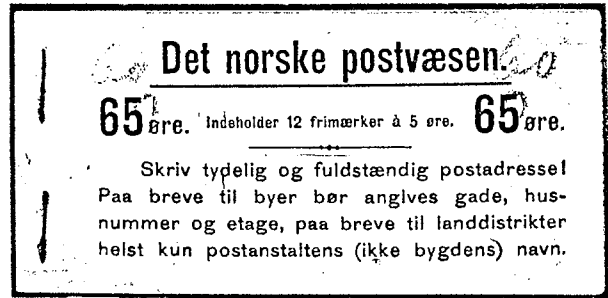 Det norske postvæsen.
65 øre. Indeholder 12 frimærker à 5 øre. 65 øre.
Skriv tydelig og fuldstændig postadresse!
Paa breve til byer bør angives gade, hus-
nummer og etage, paa breve til landdistrikter
helst kun postanstaltens (ikke bygdens) navn.